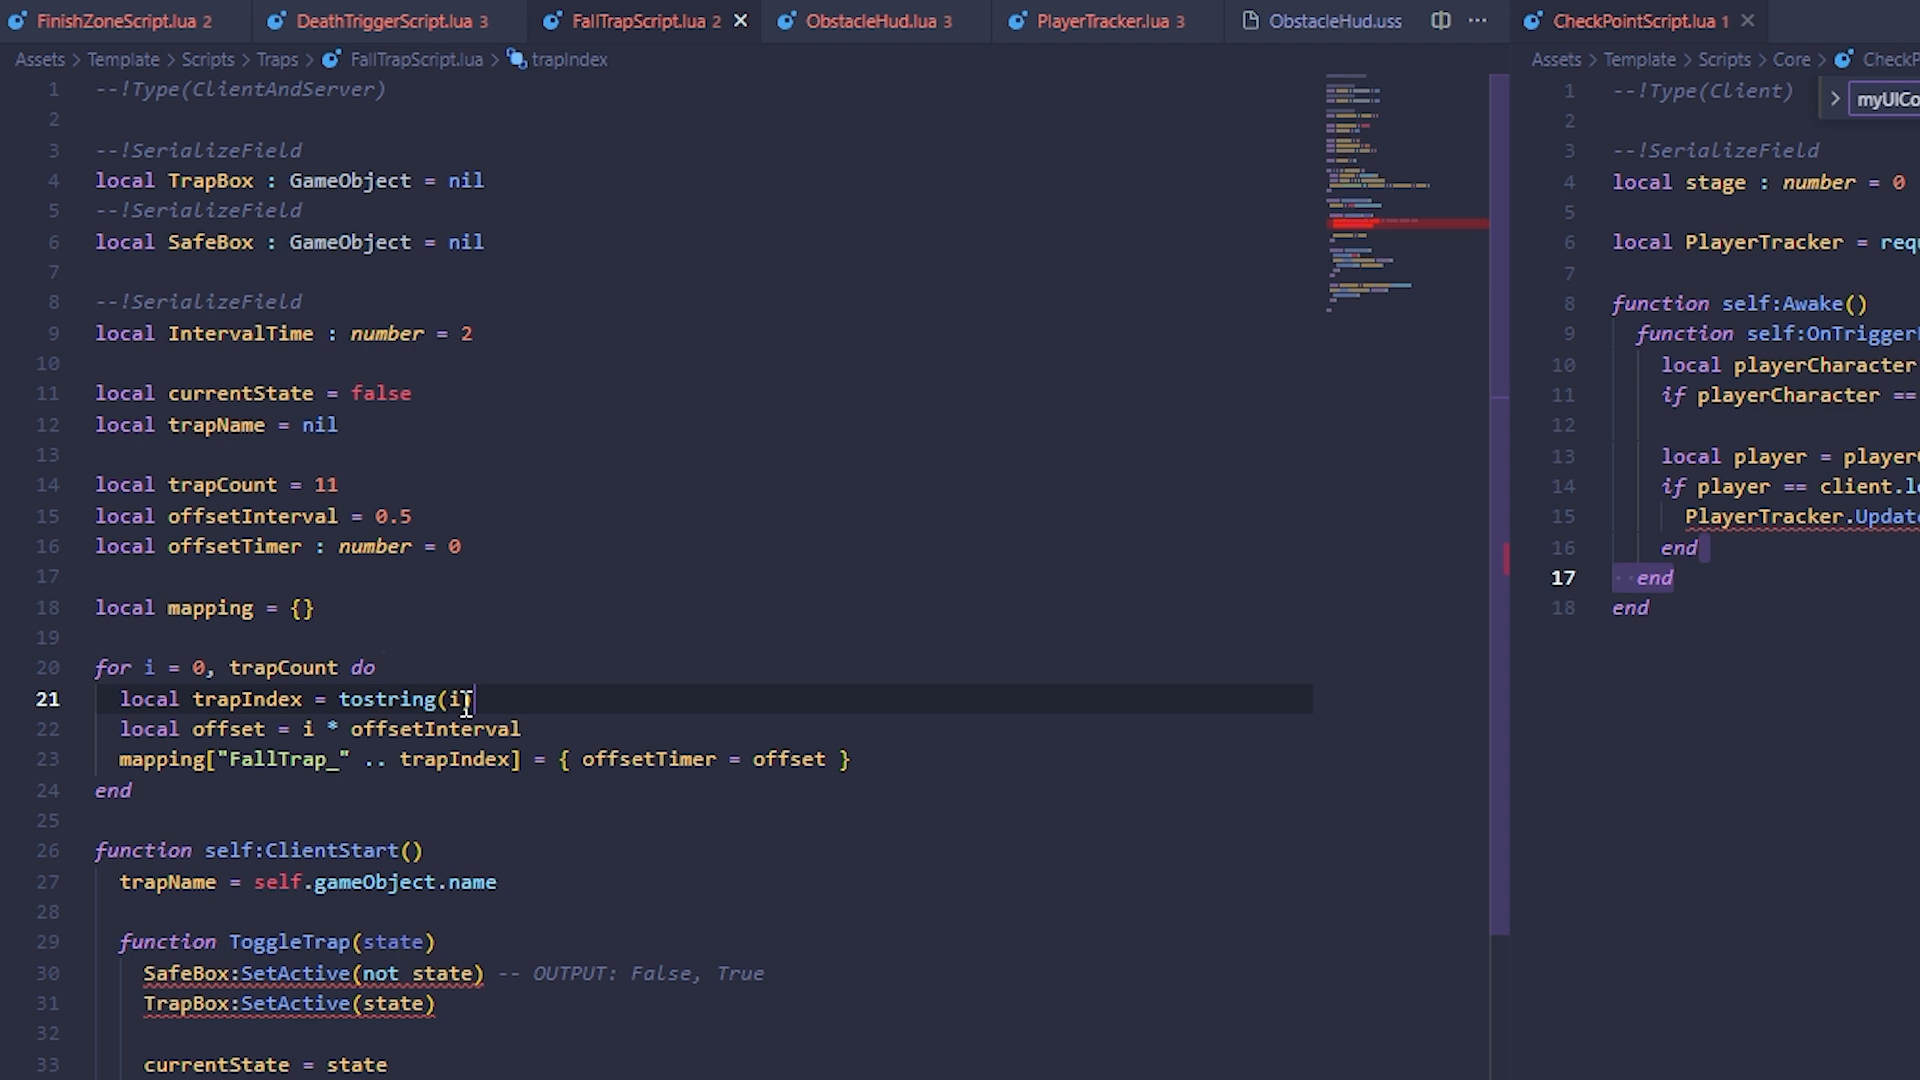 FinishZoneScript.lua 2 DeathTriggerScript.lua 3 FallTrapScript.lua 2 ObstacleHud.lua 3 PlayerTracker.lua 3 ObstacleHud.uss CheckPointScript.lua 1
Assets > Template > Scripts > Traps > FallTrapScript.lua > trapIndex
1 --!Type(ClientAndServer)
2
3 --!SerializeField
4 local TrapBox : GameObject = nil
5 --!SerializeField
6 local SafeBox : GameObject = nil
7
8 --!SerializeField
9 local IntervalTime : number = 2
10
11 local currentState = false
12 local trapName = nil
13
14 local trapCount = 11
15 local offsetInterval = 0.5
16 local offsetTimer : number = 0
17
18 local mapping = {}
19
20 for i = 0, trapCount do
21 local trapIndex = tostring(i)
22 local offset = i * offsetInterval
23 mapping["FallTrap_" .. trapIndex] = { offsetTimer = offset }
24 end
25
26 function self:ClientStart()
27 trapName = self.gameObject.name
28
29 function ToggleTrap(state)
30 SafeBox:SetActive(not state) -- OUTPUT: False, True
31 TrapBox:SetActive(state)
32
33 currentState = state
Assets > Template > Scripts > Core > CheckP
myUICo
1 --!Type(Client)
2
3 --!SerializeField
4 local stage : number = 0
5
6 local PlayerTracker = requ
7
8 function self:Awake()
9 function self:OnTrigger
10 local playerCharacter
11 if playerCharacter ==
12
13 local player = player
14 if player == client.l
15 PlayerTracker.Update
16 end
17 end
18 end